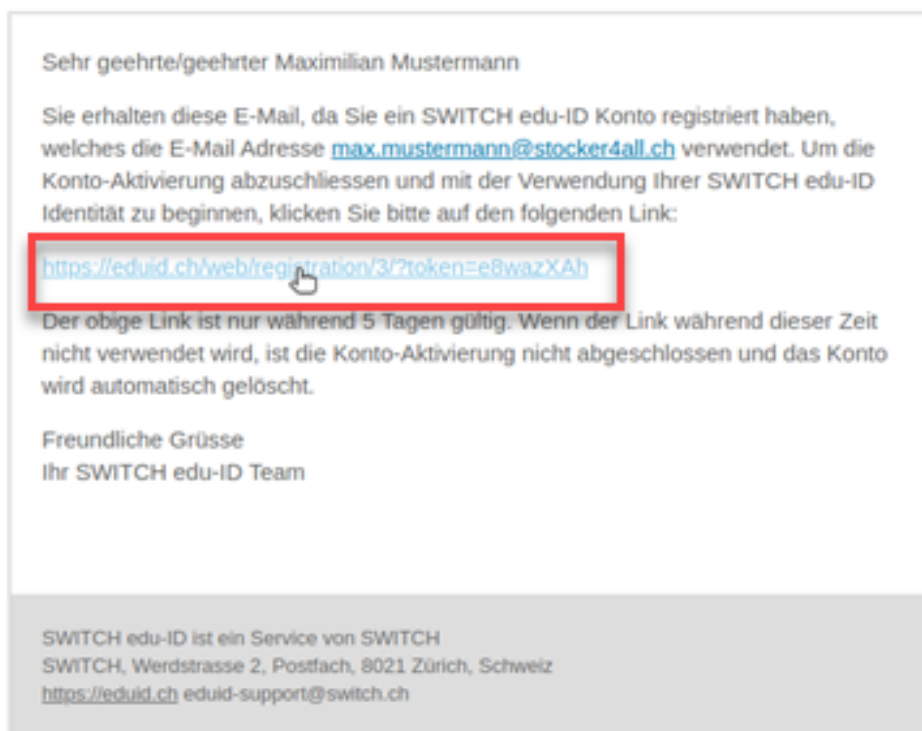 Sehr geehrte/geehrter Maximilian Mustermann
Sie erhalten diese E-Mail, da Sie ein SWITCH edu-ID Konto registriert haben,
welches die E-Mail Adresse max.mustermann@stocker4all.ch verwendet. Um die
Konto-Aktivierung abzuschliessen und mit der Verwendung Ihrer SWITCH edu-ID
Identität zu beginnen, klicken Sie bitte auf den folgenden Link:
https://eduid.ch/web/registration/3/?token=e8wazXAh
Der obige Link ist nur während 5 Tagen gültig. Wenn der Link während dieser Zeit
nicht verwendet wird, ist die Konto-Aktivierung nicht abgeschlossen und das Konto
wird automatisch gelöscht.
Freundliche Grüsse
Ihr SWITCH edu-ID Team
SWITCH edu-ID ist ein Service von SWITCH
SWITCH, Werdstrasse 2, Postfach, 8021 Zürich, Schweiz
https://eduid.ch eduid-support@switch.ch